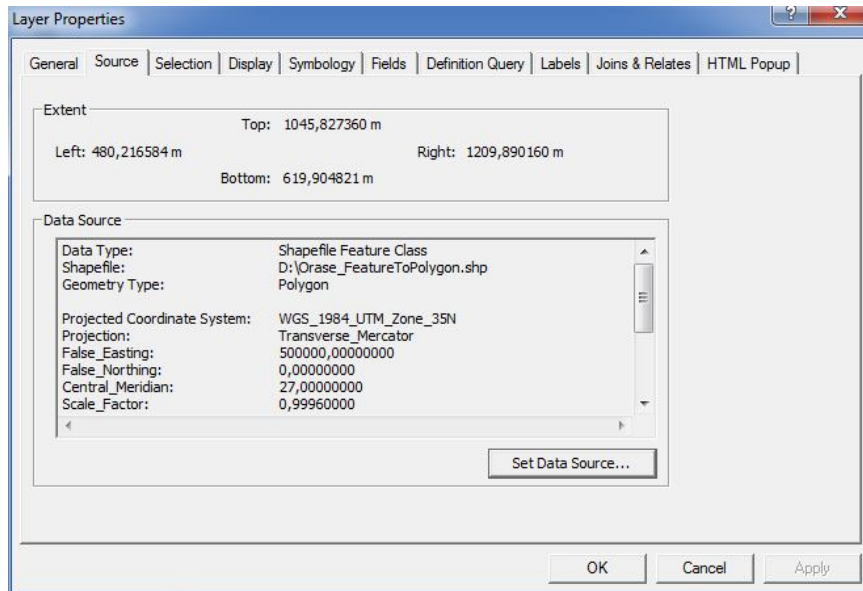 Layer Properties
? X
General Source Selection Display Symbology Fields Definition Query Labels Joins & Relates HTML Popup
Extent
Top: 1045,827360 m
Left: 480,216584 m Right: 1209,890160 m
Bottom: 619,904821 m
Data Source
Data Type: Shapefile Feature Class
Shapefile: D:\Orase_FeatureToPolygon.shp
Geometry Type: Polygon
Projected Coordinate System: WGS_1984_UTM_Zone_35N
Projection: Transverse_Mercator
False_Easting: 500000,00000000
False_Northing: 0,00000000
Central_Meridian: 27,00000000
Scale_Factor: 0,99960000
Set Data Source...
OK Cancel Apply